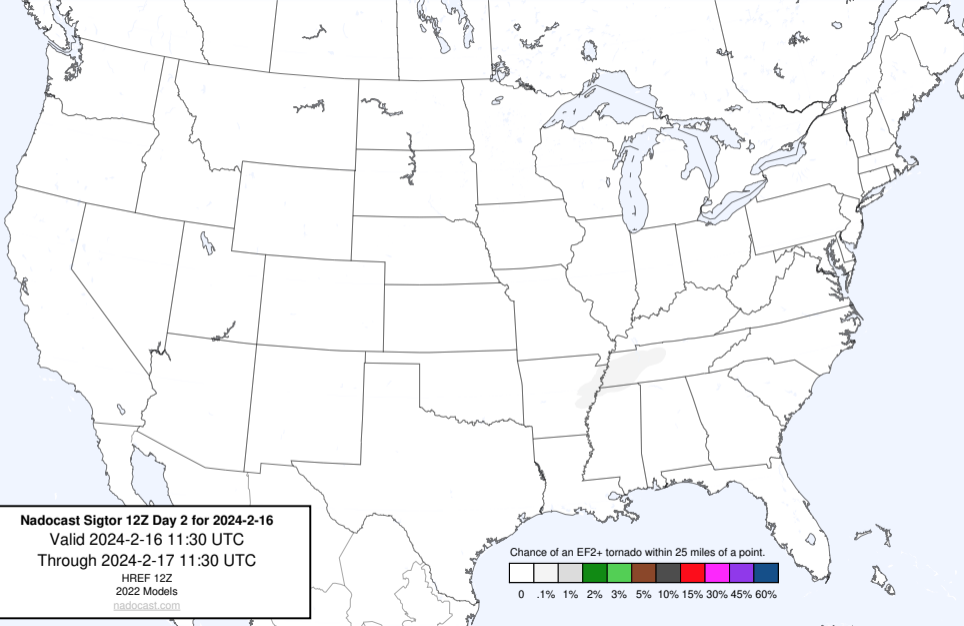 Nadocast Sigtor 12Z Day 2 for 2024-2-16
Valid 2024-2-16 11:30 UTC
Through 2024-2-17 11:30 UTC
HREF 12Z
2022 Models
nadocast.com
Chance of an EF2+ tornado within 25 miles of a point.
0 .1% 1% 2% 3% 5% 10% 15% 30% 45% 60%